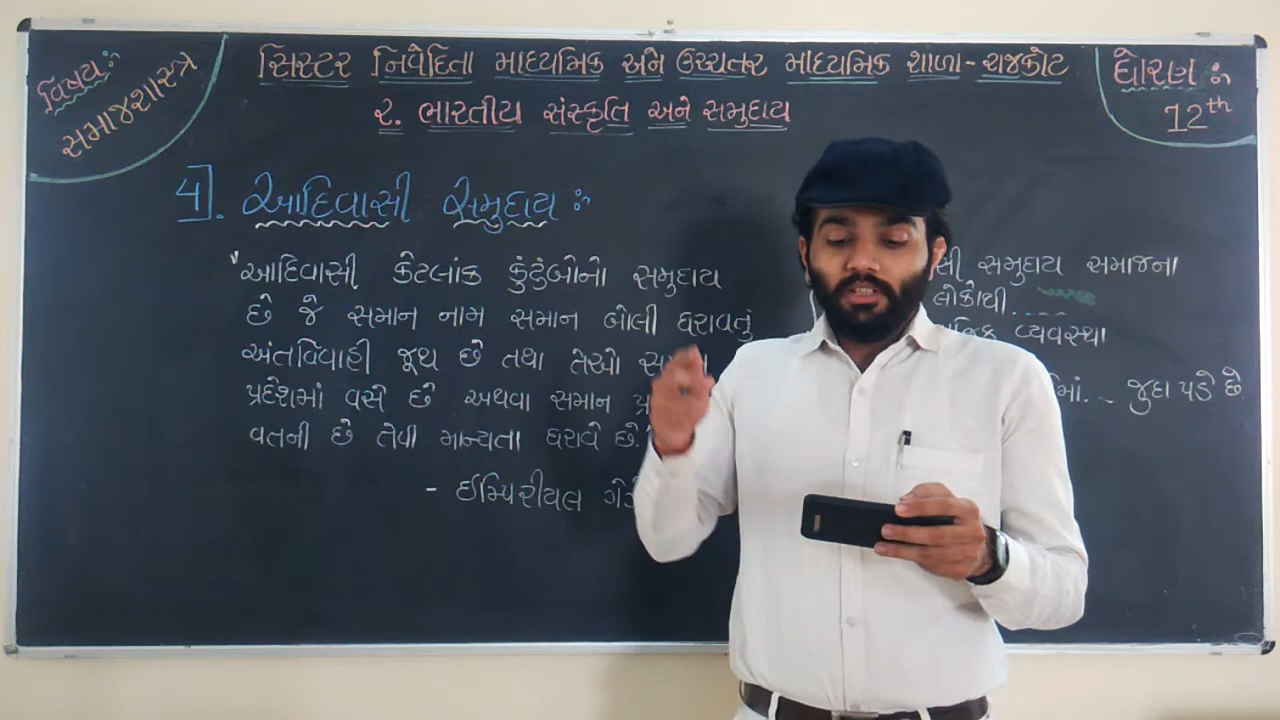 વિષય :
સમાજશાસ્ત્ર
સિસ્ટર નિવેદિતા માધ્યમિક અને ઉચ્ચતર માધ્યમિક શાળા - રાજકોટ
ધોરણ :
12th
ર. ભારતીય સંસ્કૃતિ અને સમુદાય
4]. આદિવાસી સમુદાય :
"આદિવાસી કેટલાંક કુંટુંબોનો સમુદાય
છે જે સમાન નામ સમાન બોલી ધરાવતું
અંતર્વિવાહી જૂથ છે તથા તેઓ
પ્રદેશમાં વસે છે અથવા સમાન
વતની છે તેવી માન્યતા ધરાવે છે.
- ઈમ્પિરીયલ
સમુદાય સમાજના
લોકોથી....
વ્યવસ્થા
જુદા પડે છે